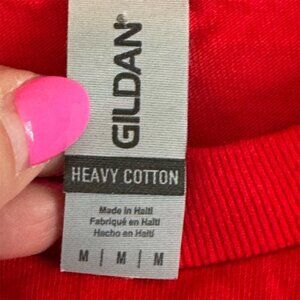 GILDAN
HEAVY COTTON
Made in Haiti
Fabriqué en Haïti
Hecho en Haití
M | M | M